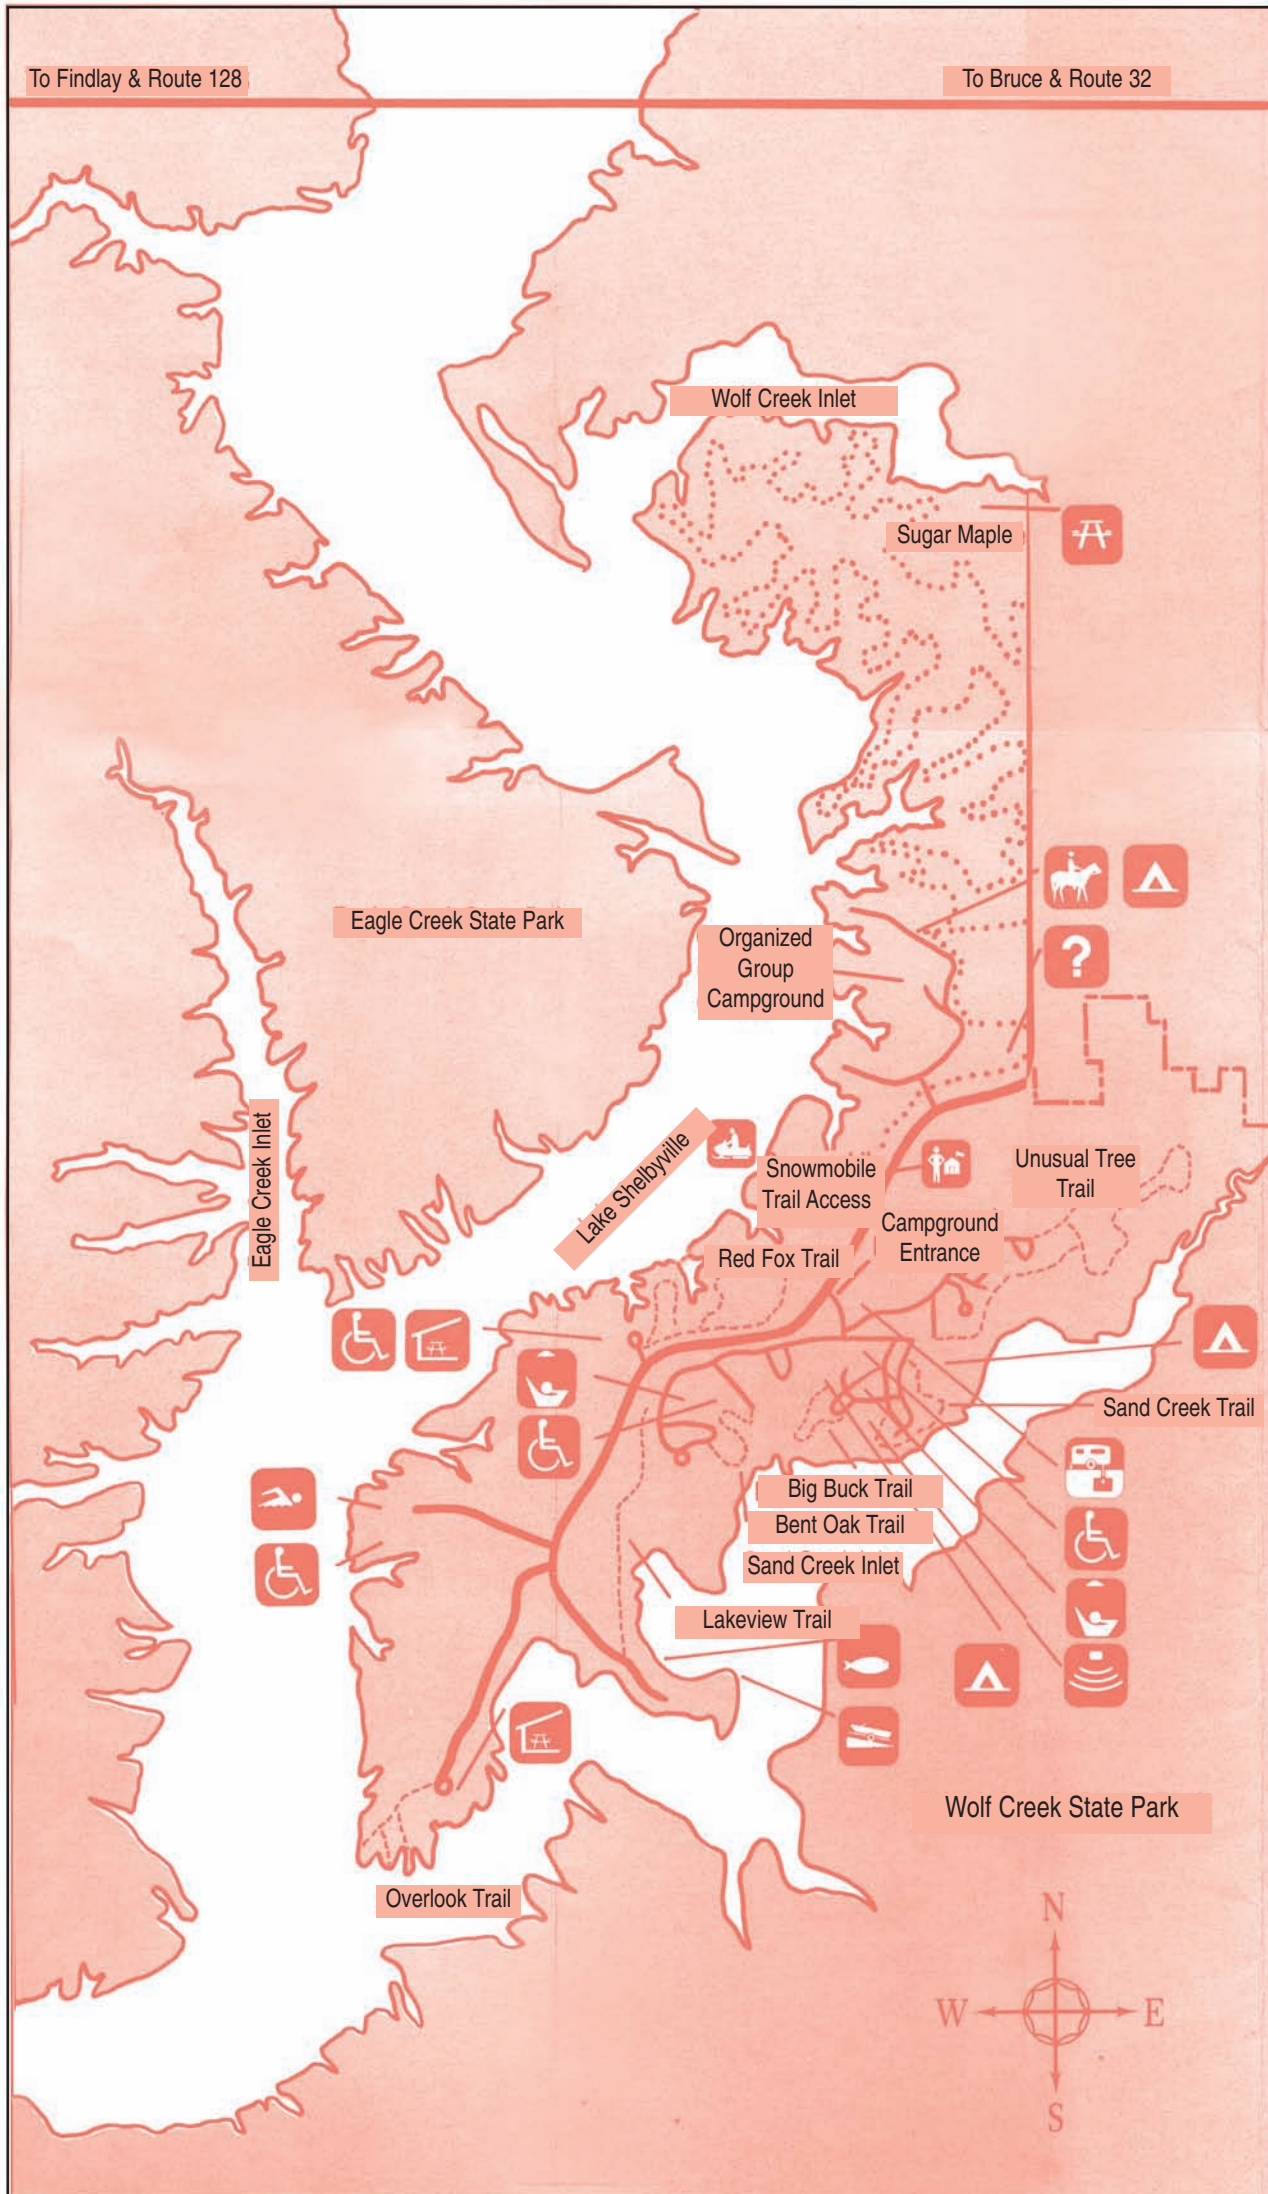 To Findlay & Route 128
To Bruce & Route 32
Wolf Creek Inlet
Sugar Maple
Eagle Creek State Park
Organized
Group
Campground
?
Eagle Creek Inlet
Lake Shelbyville
Snowmobile
Trail Access
Unusual Tree
Trail
Campground
Entrance
Red Fox Trail
Sand Creek Trail
Big Buck Trail
Bent Oak Trail
Sand Creek Inlet
Lakeview Trail
Wolf Creek State Park
Overlook Trail
N
W
E
S